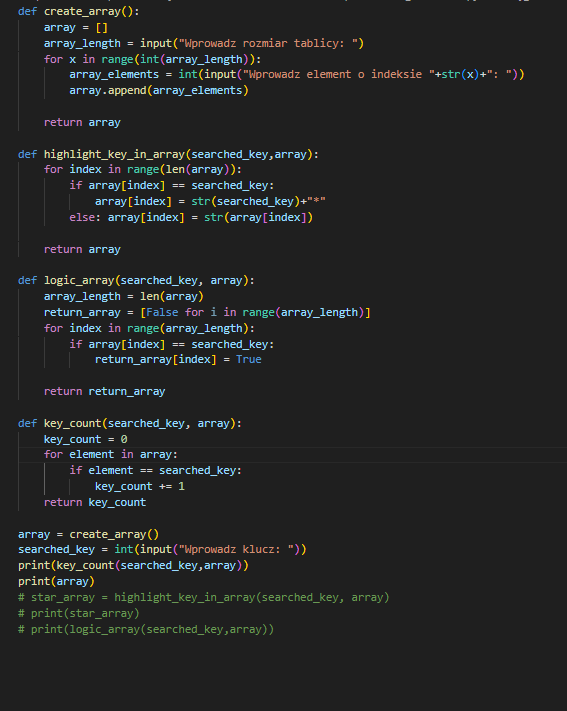 def create_array():
    array = []
    array_length = input("Wprowadz rozmiar tablicy: ")
    for x in range(int(array_length)):
        array_elements = int(input("Wprowadz element o indeksie "+str(x)+": "))
        array.append(array_elements)

    return array

def highlight_key_in_array(searched_key,array):
    for index in range(len(array)):
        if array[index] == searched_key:
            array[index] = str(searched_key)+"*"
        else: array[index] = str(array[index])

    return array

def logic_array(searched_key, array):
    array_length = len(array)
    return_array = [False for i in range(array_length)]
    for index in range(array_length):
        if array[index] == searched_key:
            return_array[index] = True

    return return_array

def key_count(searched_key, array):
    key_count = 0
    for element in array:
        if element == searched_key:
            key_count += 1
    return key_count

array = create_array()
searched_key = int(input("Wprowadz klucz: "))
print(key_count(searched_key,array))
print(array)
# star_array = highlight_key_in_array(searched_key, array)
# print(star_array)
# print(logic_array(searched_key,array))